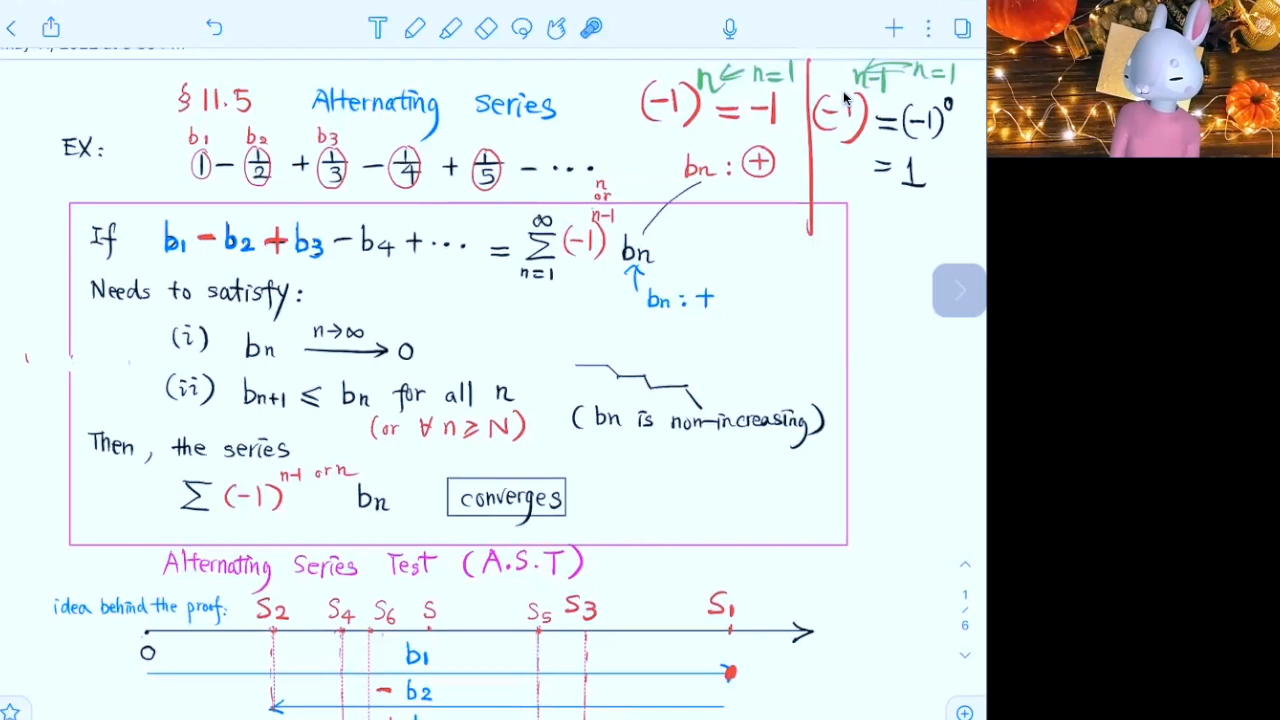 § 11.5 Alternating Series
(-1)^n = -1
n ← n=1
(-1)^{n-1} = (-1)^0
n-1 ← n=1
= 1
b1 b2 b3
EX: 1 - 1/2 + 1/3 - 1/4 + 1/5 - ...
bn : +
If b1 - b2 + b3 - b4 + ... = ∑_{n=1}^{∞} (-1)^{n or n-1} bn
bn : +
Needs to satisfy:
(i) bn →^{n→∞} 0
(ii) bn+1 ≤ bn for all n
(or ∀ n ≥ N)
(bn is non-increasing)
Then, the series
∑ (-1)^{n-1 or n} bn converges
Alternating Series Test (A.S.T)
idea behind the proof:
S2 S4 S6 S S5 S3 S1
0
b1
- b2
1/6